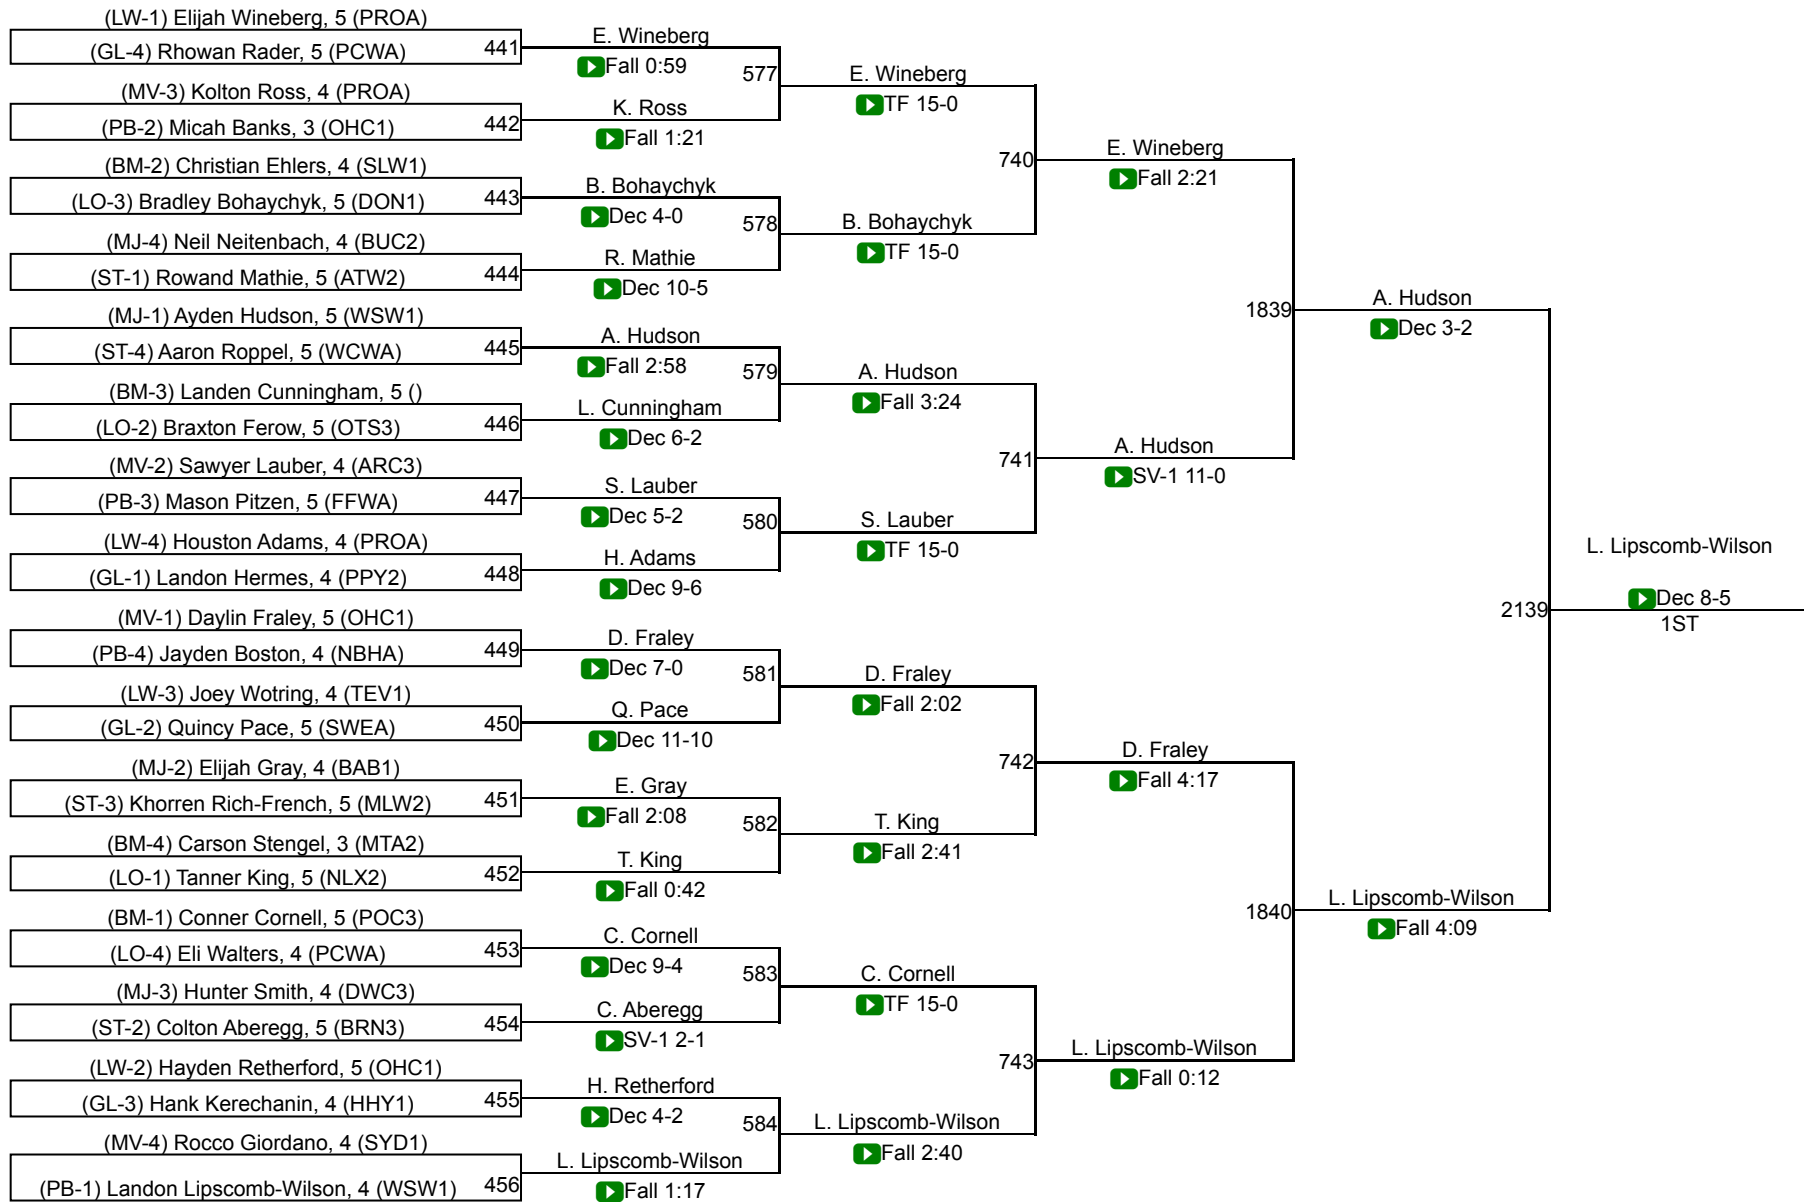 (LW-1) Elijah Wineberg, 5 (PROA)
(GL-4) Rhowan Rader, 5 (PCWA)
441
(MV-3) Kolton Ross, 4 (PROA)
(PB-2) Micah Banks, 3 (OHC1)
442
(BM-2) Christian Ehlers, 4 (SLW1)
(LO-3) Bradley Bohaychyk, 5 (DON1)
443
(MJ-4) Neil Neitenbach, 4 (BUC2)
(ST-1) Rowand Mathie, 5 (ATW2)
444
(MJ-1) Ayden Hudson, 5 (WSW1)
(ST-4) Aaron Roppel, 5 (WCWA)
445
(BM-3) Landen Cunningham, 5 ()
(LO-2) Braxton Ferow, 5 (OTS3)
446
(MV-2) Sawyer Lauber, 4 (ARC3)
(PB-3) Mason Pitzen, 5 (FFWA)
447
(LW-4) Houston Adams, 4 (PROA)
(GL-1) Landon Hermes, 4 (PPY2)
448
(MV-1) Daylin Fraley, 5 (OHC1)
(PB-4) Jayden Boston, 4 (NBHA)
449
(LW-3) Joey Wotring, 4 (TEV1)
(GL-2) Quincy Pace, 5 (SWEA)
450
(MJ-2) Elijah Gray, 4 (BAB1)
(ST-3) Khorren Rich-French, 5 (MLW2)
451
(BM-4) Carson Stengel, 3 (MTA2)
(LO-1) Tanner King, 5 (NLX2)
452
(BM-1) Conner Cornell, 5 (POC3)
(LO-4) Eli Walters, 4 (PCWA)
453
(MJ-3) Hunter Smith, 4 (DWC3)
(ST-2) Colton Aberegg, 5 (BRN3)
454
(LW-2) Hayden Retherford, 5 (OHC1)
(GL-3) Hank Kerechanin, 4 (HHY1)
455
(MV-4) Rocco Giordano, 4 (SYD1)
(PB-1) Landon Lipscomb-Wilson, 4 (WSW1)
456
E. Wineberg
Fall 0:59
577
K. Ross
Fall 1:21
B. Bohaychyk
Dec 4-0
578
R. Mathie
Dec 10-5
A. Hudson
Fall 2:58
579
L. Cunningham
Dec 6-2
S. Lauber
Dec 5-2
580
H. Adams
Dec 9-6
D. Fraley
Dec 7-0
581
Q. Pace
Dec 11-10
E. Gray
Fall 2:08
582
T. King
Fall 0:42
C. Cornell
Dec 9-4
583
C. Aberegg
SV-1 2-1
H. Retherford
Dec 4-2
584
L. Lipscomb-Wilson
Fall 1:17
E. Wineberg
TF 15-0
740
B. Bohaychyk
TF 15-0
A. Hudson
Fall 3:24
741
S. Lauber
TF 15-0
D. Fraley
Fall 2:02
742
T. King
Fall 2:41
C. Cornell
TF 15-0
743
L. Lipscomb-Wilson
Fall 2:40
E. Wineberg
Fall 2:21
1839
A. Hudson
SV-1 11-0
D. Fraley
Fall 4:17
1840
L. Lipscomb-Wilson
Fall 0:12
A. Hudson
Dec 3-2
2139
L. Lipscomb-Wilson
Fall 4:09
L. Lipscomb-Wilson
Dec 8-5
1ST